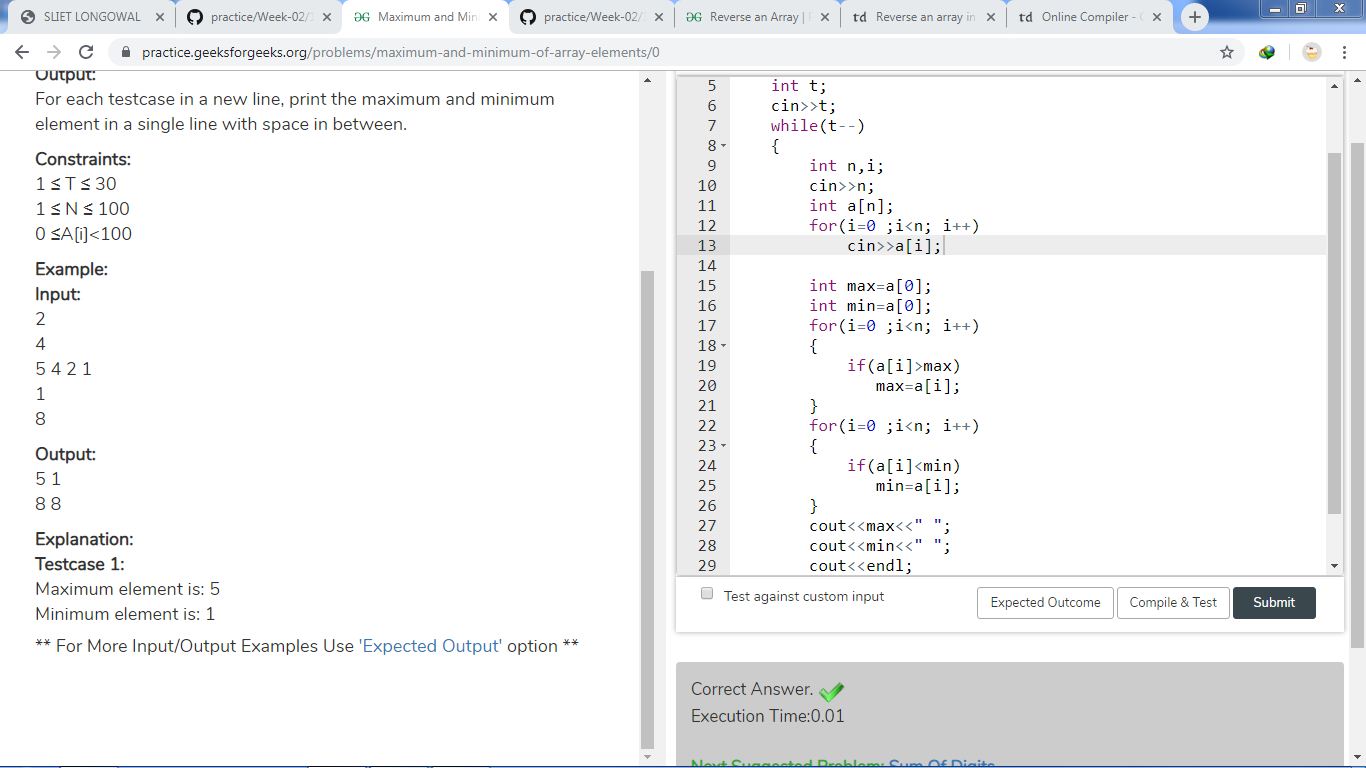 SLIET LONGOWAL
practice/Week-02/
Maximum and Min
practice/Week-02/
Reverse an Array |
td Reverse an array in
td Online Compiler -
practice.geeksforgeeks.org/problems/maximum-and-minimum-of-array-elements/0
Output:
For each testcase in a new line, print the maximum and minimum
element in a single line with space in between.
Constraints:
1 ≤ T ≤ 30
1 ≤ N ≤ 100
0 ≤A[i]<100
Example:
Input:
2
4
5 4 2 1
1
8
Output:
5 1
8 8
Explanation:
Testcase 1:
Maximum element is: 5
Minimum element is: 1
** For More Input/Output Examples Use 'Expected Output' option **
5 int t;
6 cin>>t;
7 while(t--)
8 {
9 int n,i;
10 cin>>n;
11 int a[n];
12 for(i=0 ;i<n; i++)
13 cin>>a[i];
14
15 int max=a[0];
16 int min=a[0];
17 for(i=0 ;i<n; i++)
18 {
19 if(a[i]>max)
20 max=a[i];
21 }
22 for(i=0 ;i<n; i++)
23 {
24 if(a[i]<min)
25 min=a[i];
26 }
27 cout<<max<<" ";
28 cout<<min<<" ";
29 cout<<endl;
Test against custom input
Expected Outcome
Compile & Test
Submit
Correct Answer.
Execution Time:0.01
Next Suggested Problem: Sum Of Digits